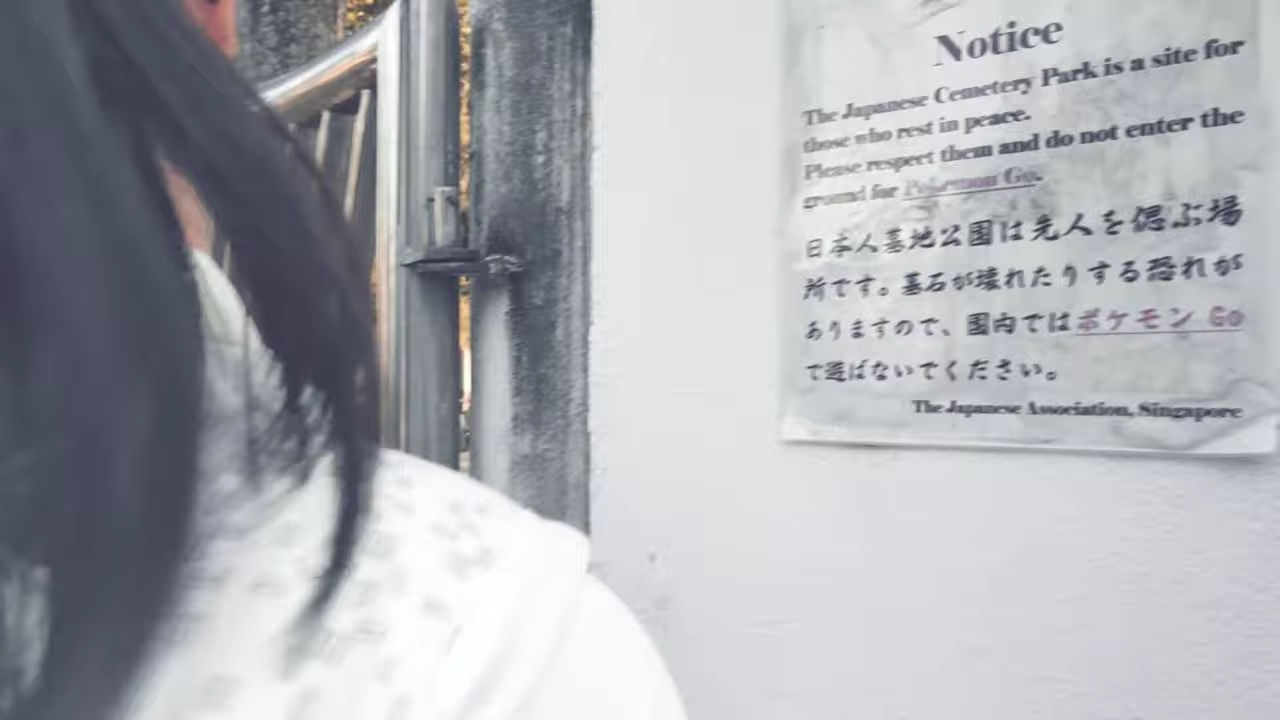 Notice
The Japanese Cemetery Park is a site for
those who rest in peace.
Please respect them and do not enter the
ground for Pokemon Go.
日本人墓地公園は先人を偲ぶ場
所です。墓石が壊れたりする恐れが
ありますので、園内ではポケモン Go
で遊ばないでください。
The Japanese Association, Singapore